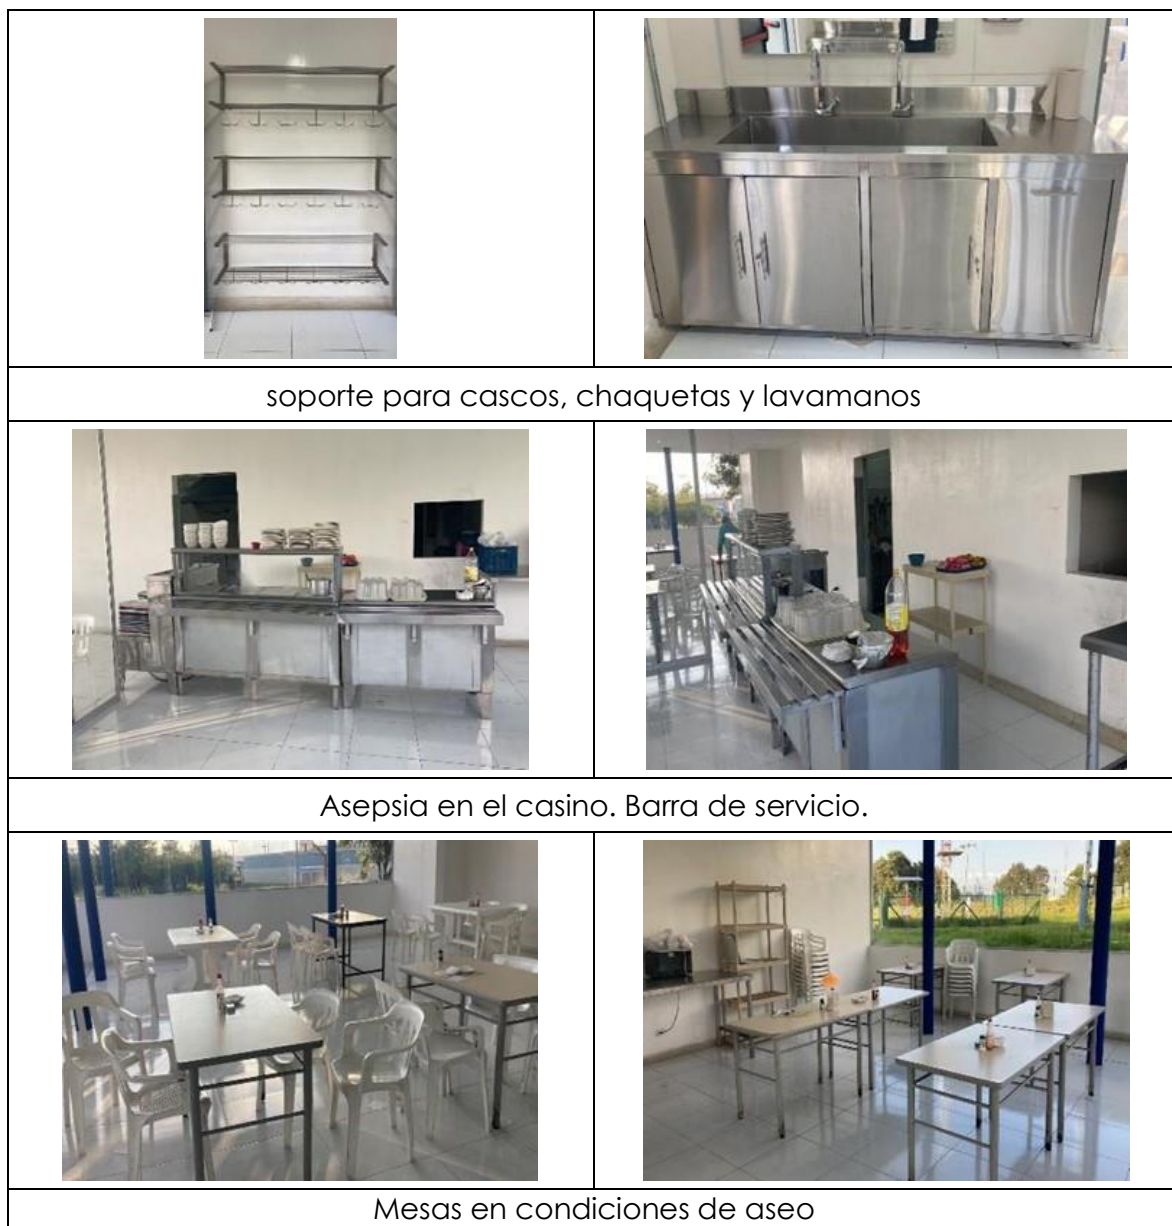 soporte para cascos, chaquetas y lavamanos
Asepsia en el casino. Barra de servicio.
Mesas en condiciones de aseo